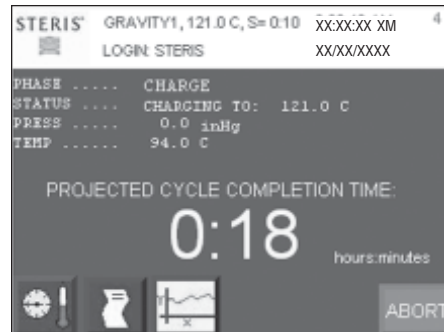 STERIS®
GRAVITY1, 121.0 C, S= 0:10
XX:XX:XX XM
4
LOGIN: STERIS
XX/XX/XXXX
PHASE ..... CHARGE
STATUS .... CHARGING TO: 121.0 C
PRESS ..... 0.0 inHg
TEMP ...... 94.0 C
PROJECTED CYCLE COMPLETION TIME:
0:18
hours:minutes
Y
X
ABORT